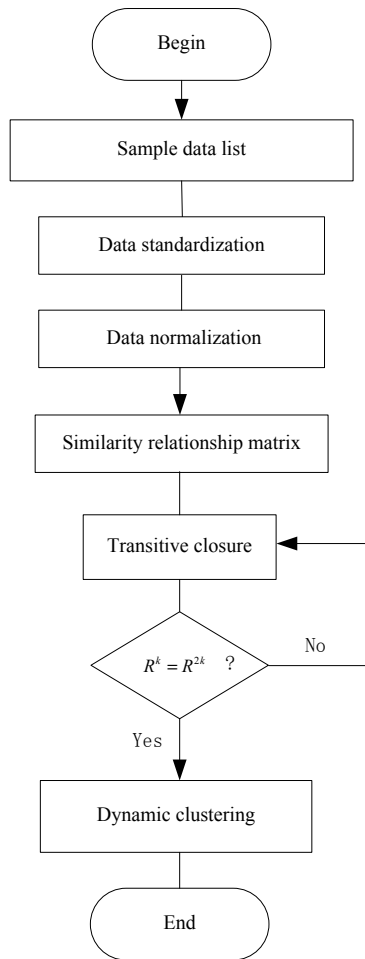 Begin
Sample data list
Data standardization
Data normalization
Similarity relationship matrix
Transitive closure
R^k = R^{2k} ?
No
Yes
Dynamic clustering
End